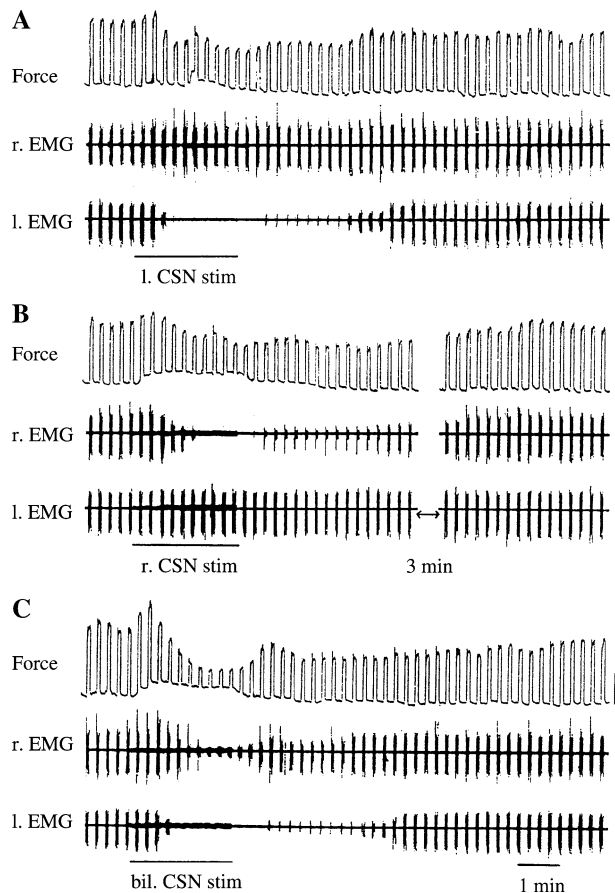 A
Force
r. EMG
l. EMG
l. CSN stim
B
Force
r. EMG
l. EMG
r. CSN stim 3 min
C
Force
r. EMG
l. EMG
bil. CSN stim 1 min